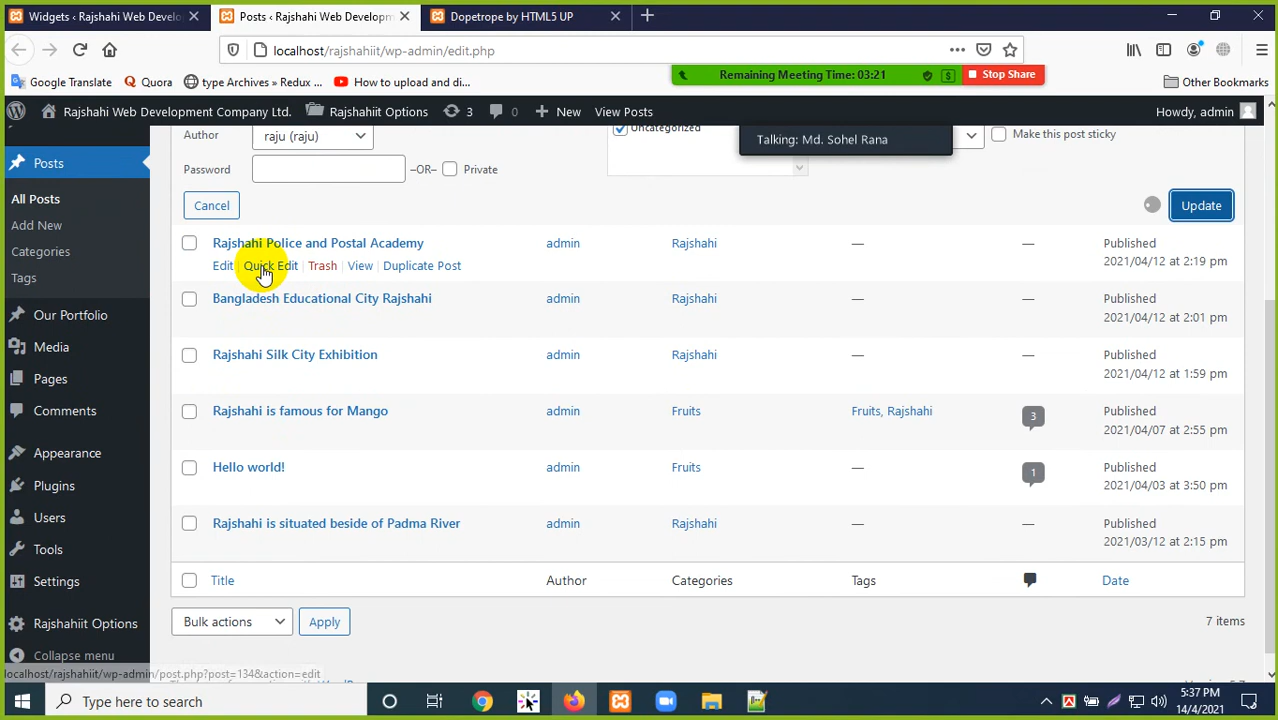 Widgets ‹ Rajshahi Web Develo
Posts ‹ Rajshahi Web Developm
Dopetrope by HTML5 UP
localhost/rajshahiit/wp-admin/edit.php
Google Translate
Quora
type Archives » Redux ...
How to upload and di...
Remaining Meeting Time: 03:21
Stop Share
Other Bookmarks
Rajshahi Web Development Company Ltd.
Rajshahiit Options
3
0
New
View Posts
Howdy, admin
Talking: Md. Sohel Rana
Author
raju (raju)
Uncategorized
Make this post sticky
Password
–OR–
Private
Cancel
Update
Posts
All Posts
Add New
Categories
Tags
Our Portfolio
Media
Pages
Comments
Appearance
Plugins
Users
Tools
Settings
Rajshahiit Options
Collapse menu
Rajshahi Police and Postal Academy
admin
Rajshahi
—
—
Published
2021/04/12 at 2:19 pm
Edit | Quick Edit | Trash | View | Duplicate Post
Bangladesh Educational City Rajshahi
admin
Rajshahi
—
—
Published
2021/04/12 at 2:01 pm
Rajshahi Silk City Exhibition
admin
Rajshahi
—
—
Published
2021/04/12 at 1:59 pm
Rajshahi is famous for Mango
admin
Fruits
Fruits, Rajshahi
3
Published
2021/04/07 at 2:55 pm
Hello world!
admin
Fruits
—
1
Published
2021/04/03 at 3:50 pm
Rajshahi is situated beside of Padma River
admin
Rajshahi
—
—
Published
2021/03/12 at 2:15 pm
Title
Author
Categories
Tags
Date
Bulk actions
Apply
7 items
localhost/rajshahiit/wp-admin/post.php?post=134&action=edit
Type here to search
5:37 PM
14/4/2021